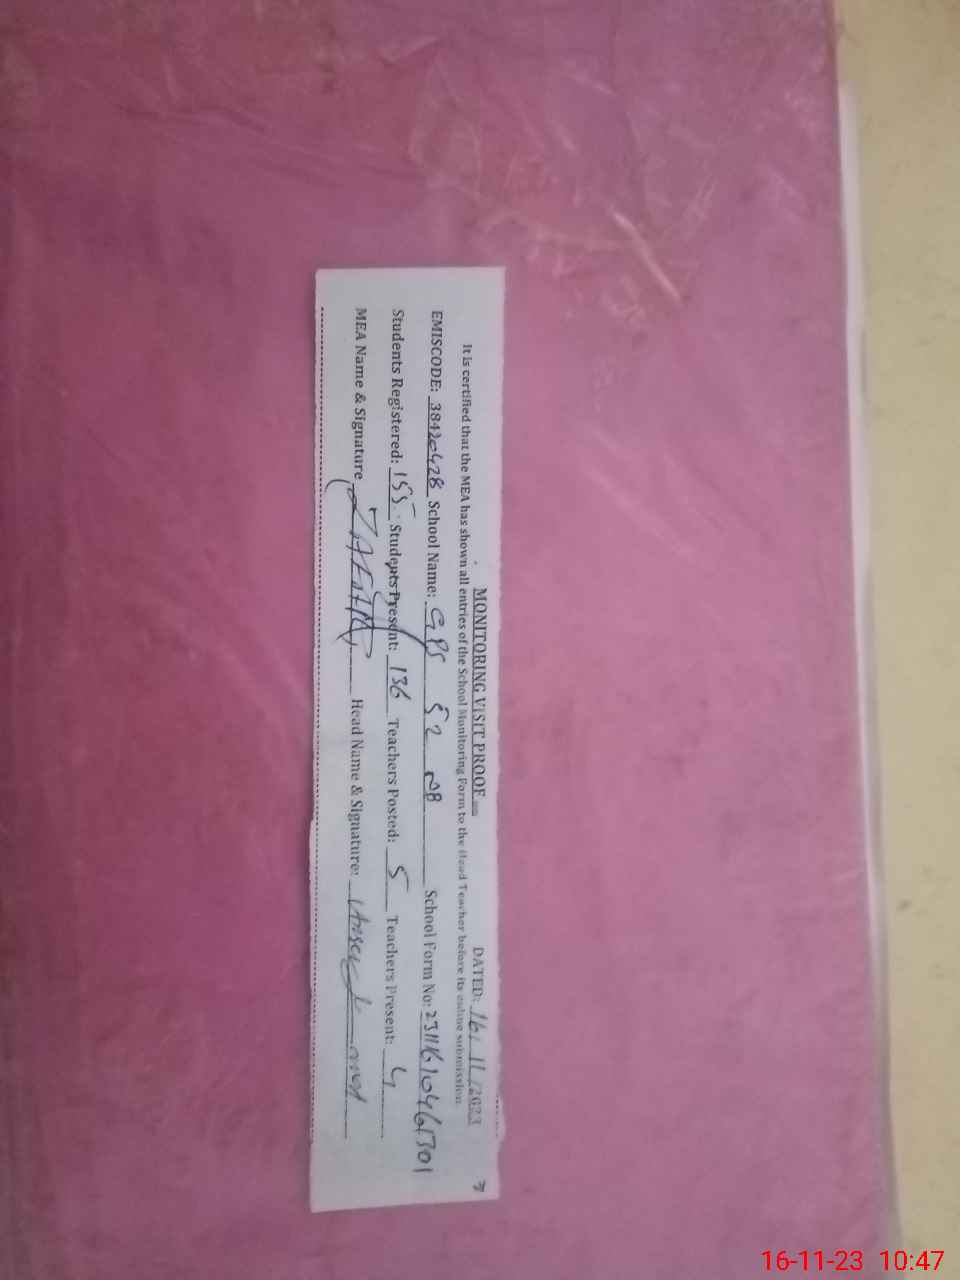 MONITORING VISIT PROOF DATED: 16/11/2023
It is certified that the MEA has shown all entries of the School Monitoring Form to the Head Teacher before its online submission.
EMISCODE: 38420428 School Name: GPS 52 NB School Form No: 23111610461301
Students Registered: 155 Students Present: 136 Teachers Posted: 5 Teachers Present: 4
MEA Name & Signature Head Name & Signature:
16-11-23 10:47